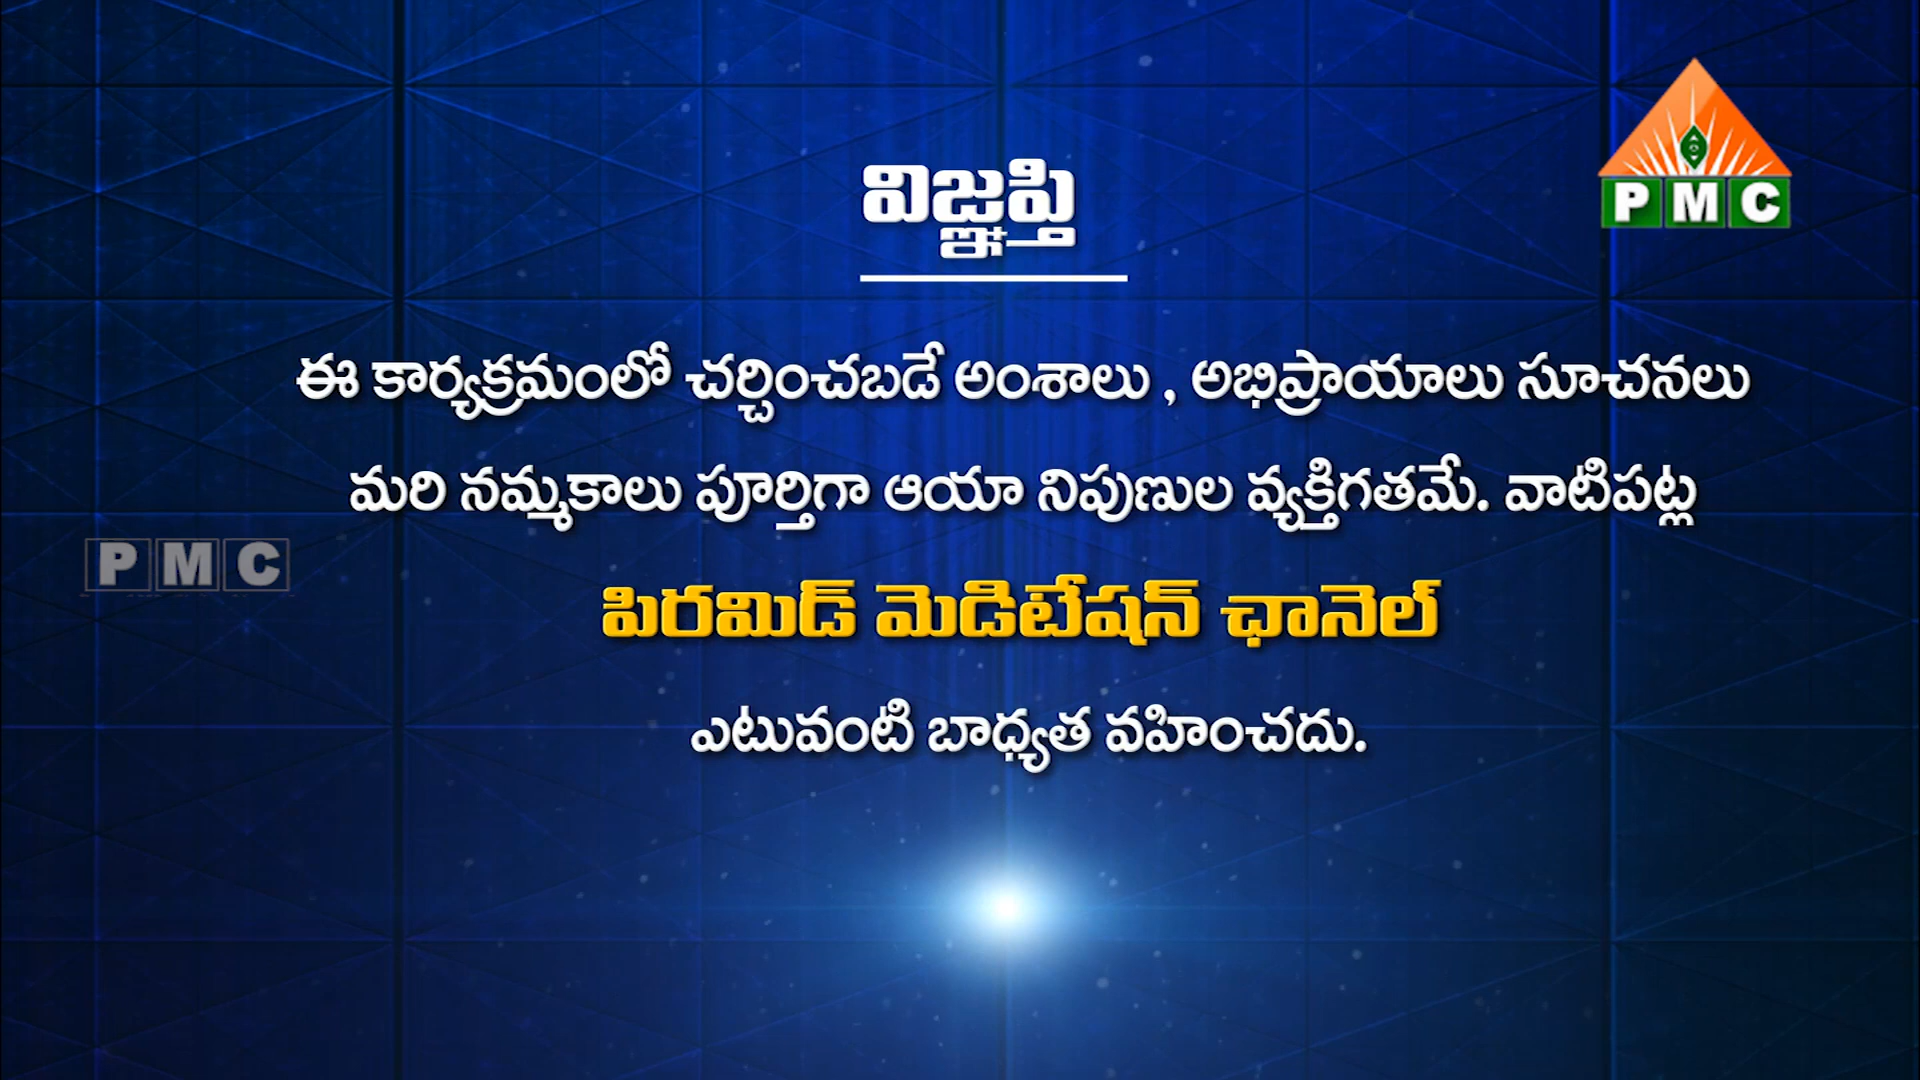 PMC
విజ్ఞప్తి
ఈ కార్యక్రమంలో చర్చించబడే అంశాలు , అభిప్రాయాలు సూచనలు
మరి నమ్మకాలు పూర్తిగా ఆయా నిపుణుల వ్యక్తిగతమే. వాటిపట్ల
PMC
పిరమిడ్ మెడిటేషన్ ఛానెల్
ఎటువంటి బాధ్యత వహించదు.